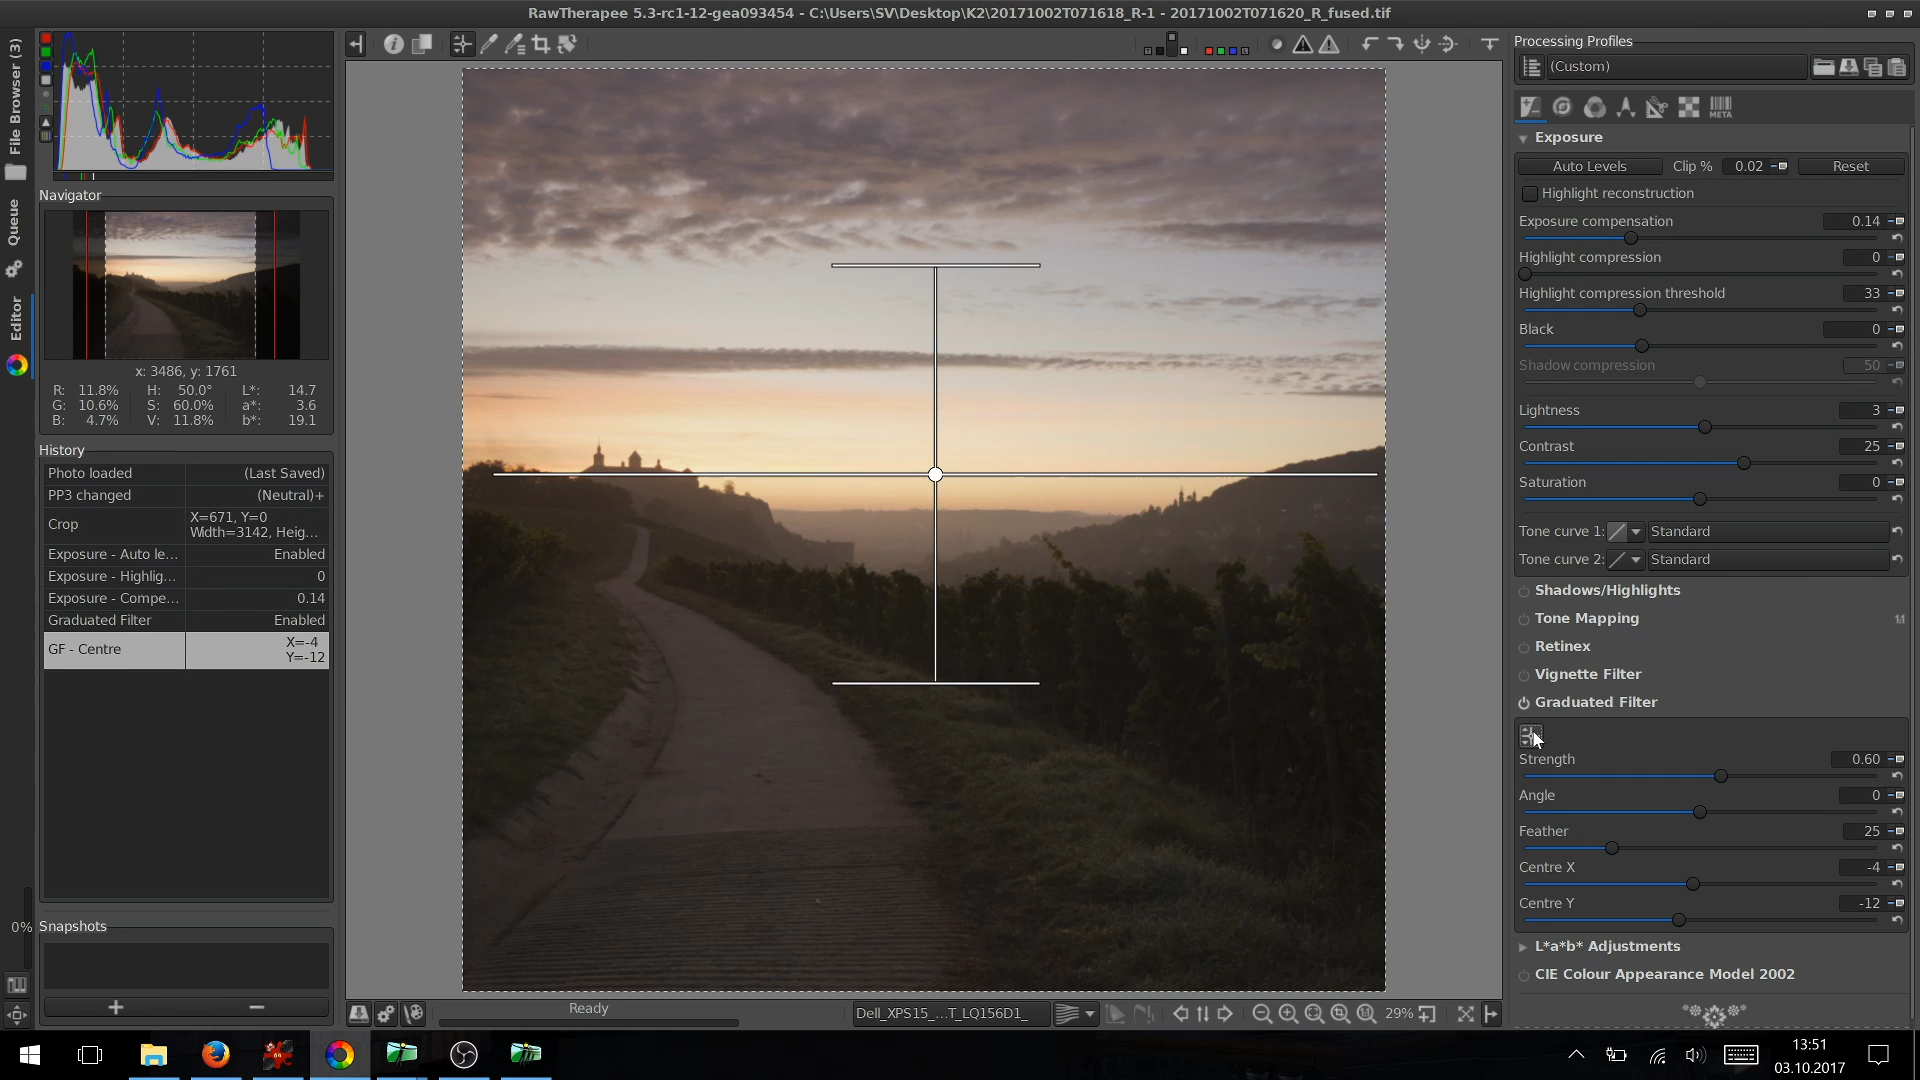 RawTherapee 5.3-rc1-12-gea093454 - C:\Users\SV\Desktop\K2\20171002T071618_R-1 - 20171002T071620_R_fused.tif
File Browser (3)
Queue
Editor
Navigator
x: 3486, y: 1761
R: 11.8% H: 50.0° L*: 14.7
G: 10.6% S: 60.0% a*: 3.6
B: 4.7% V: 11.8% b*: 19.1
History
Photo loaded (Last Saved)
PP3 changed (Neutral)+
Crop X=671, Y=0
Width=3142, Heig...
Exposure - Auto le... Enabled
Exposure - Highlig... 0
Exposure - Compe... 0.14
Graduated Filter Enabled
GF - Centre X=-4
Y=-12
0%
Snapshots
Ready
Dell_XPS15_...T_LQ156D1_
29%
Processing Profiles
(Custom)
META
Exposure
Auto Levels Clip % 0.02 Reset
Highlight reconstruction
Exposure compensation 0.14
Highlight compression 0
Highlight compression threshold 33
Black 0
Shadow compression 50
Lightness 3
Contrast 25
Saturation 0
Tone curve 1: Standard
Tone curve 2: Standard
Shadows/Highlights
Tone Mapping
Retinex
Vignette Filter
Graduated Filter
Strength 0.60
Angle 0
Feather 25
Centre X -4
Centre Y -12
L*a*b* Adjustments
CIE Colour Appearance Model 2002
64
13:51
03.10.2017